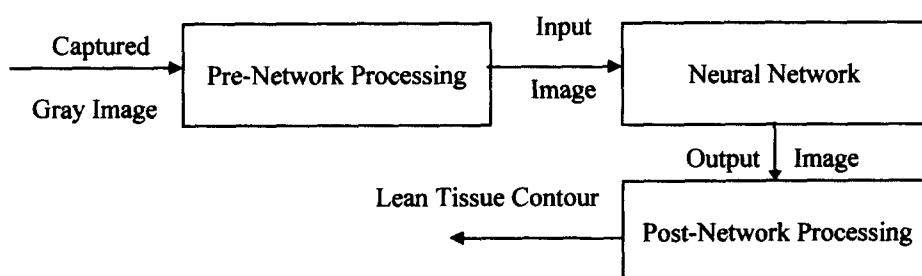 Captured
Gray Image
Pre-Network Processing
Input
Image
Neural Network
Output Image
Post-Network Processing
Lean Tissue Contour